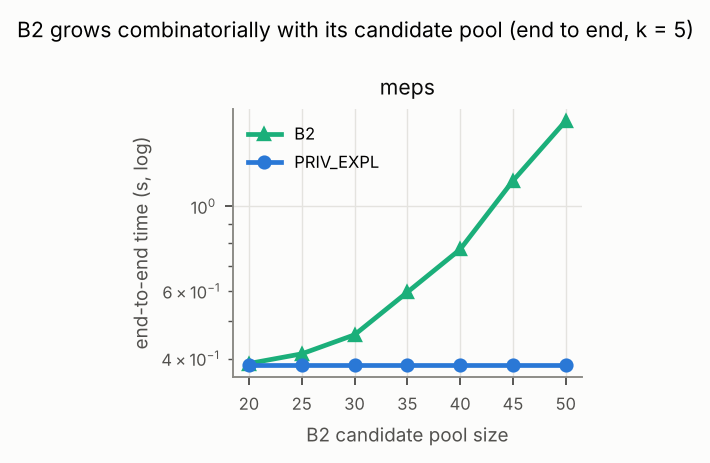 B2 grows combinatorially with its candidate pool (end to end, k = 5)
meps
B2
PRIV_EXPL
end-to-end time (s, log)
10⁰
6 × 10⁻¹
4 × 10⁻¹
20 25 30 35 40 45 50
B2 candidate pool size